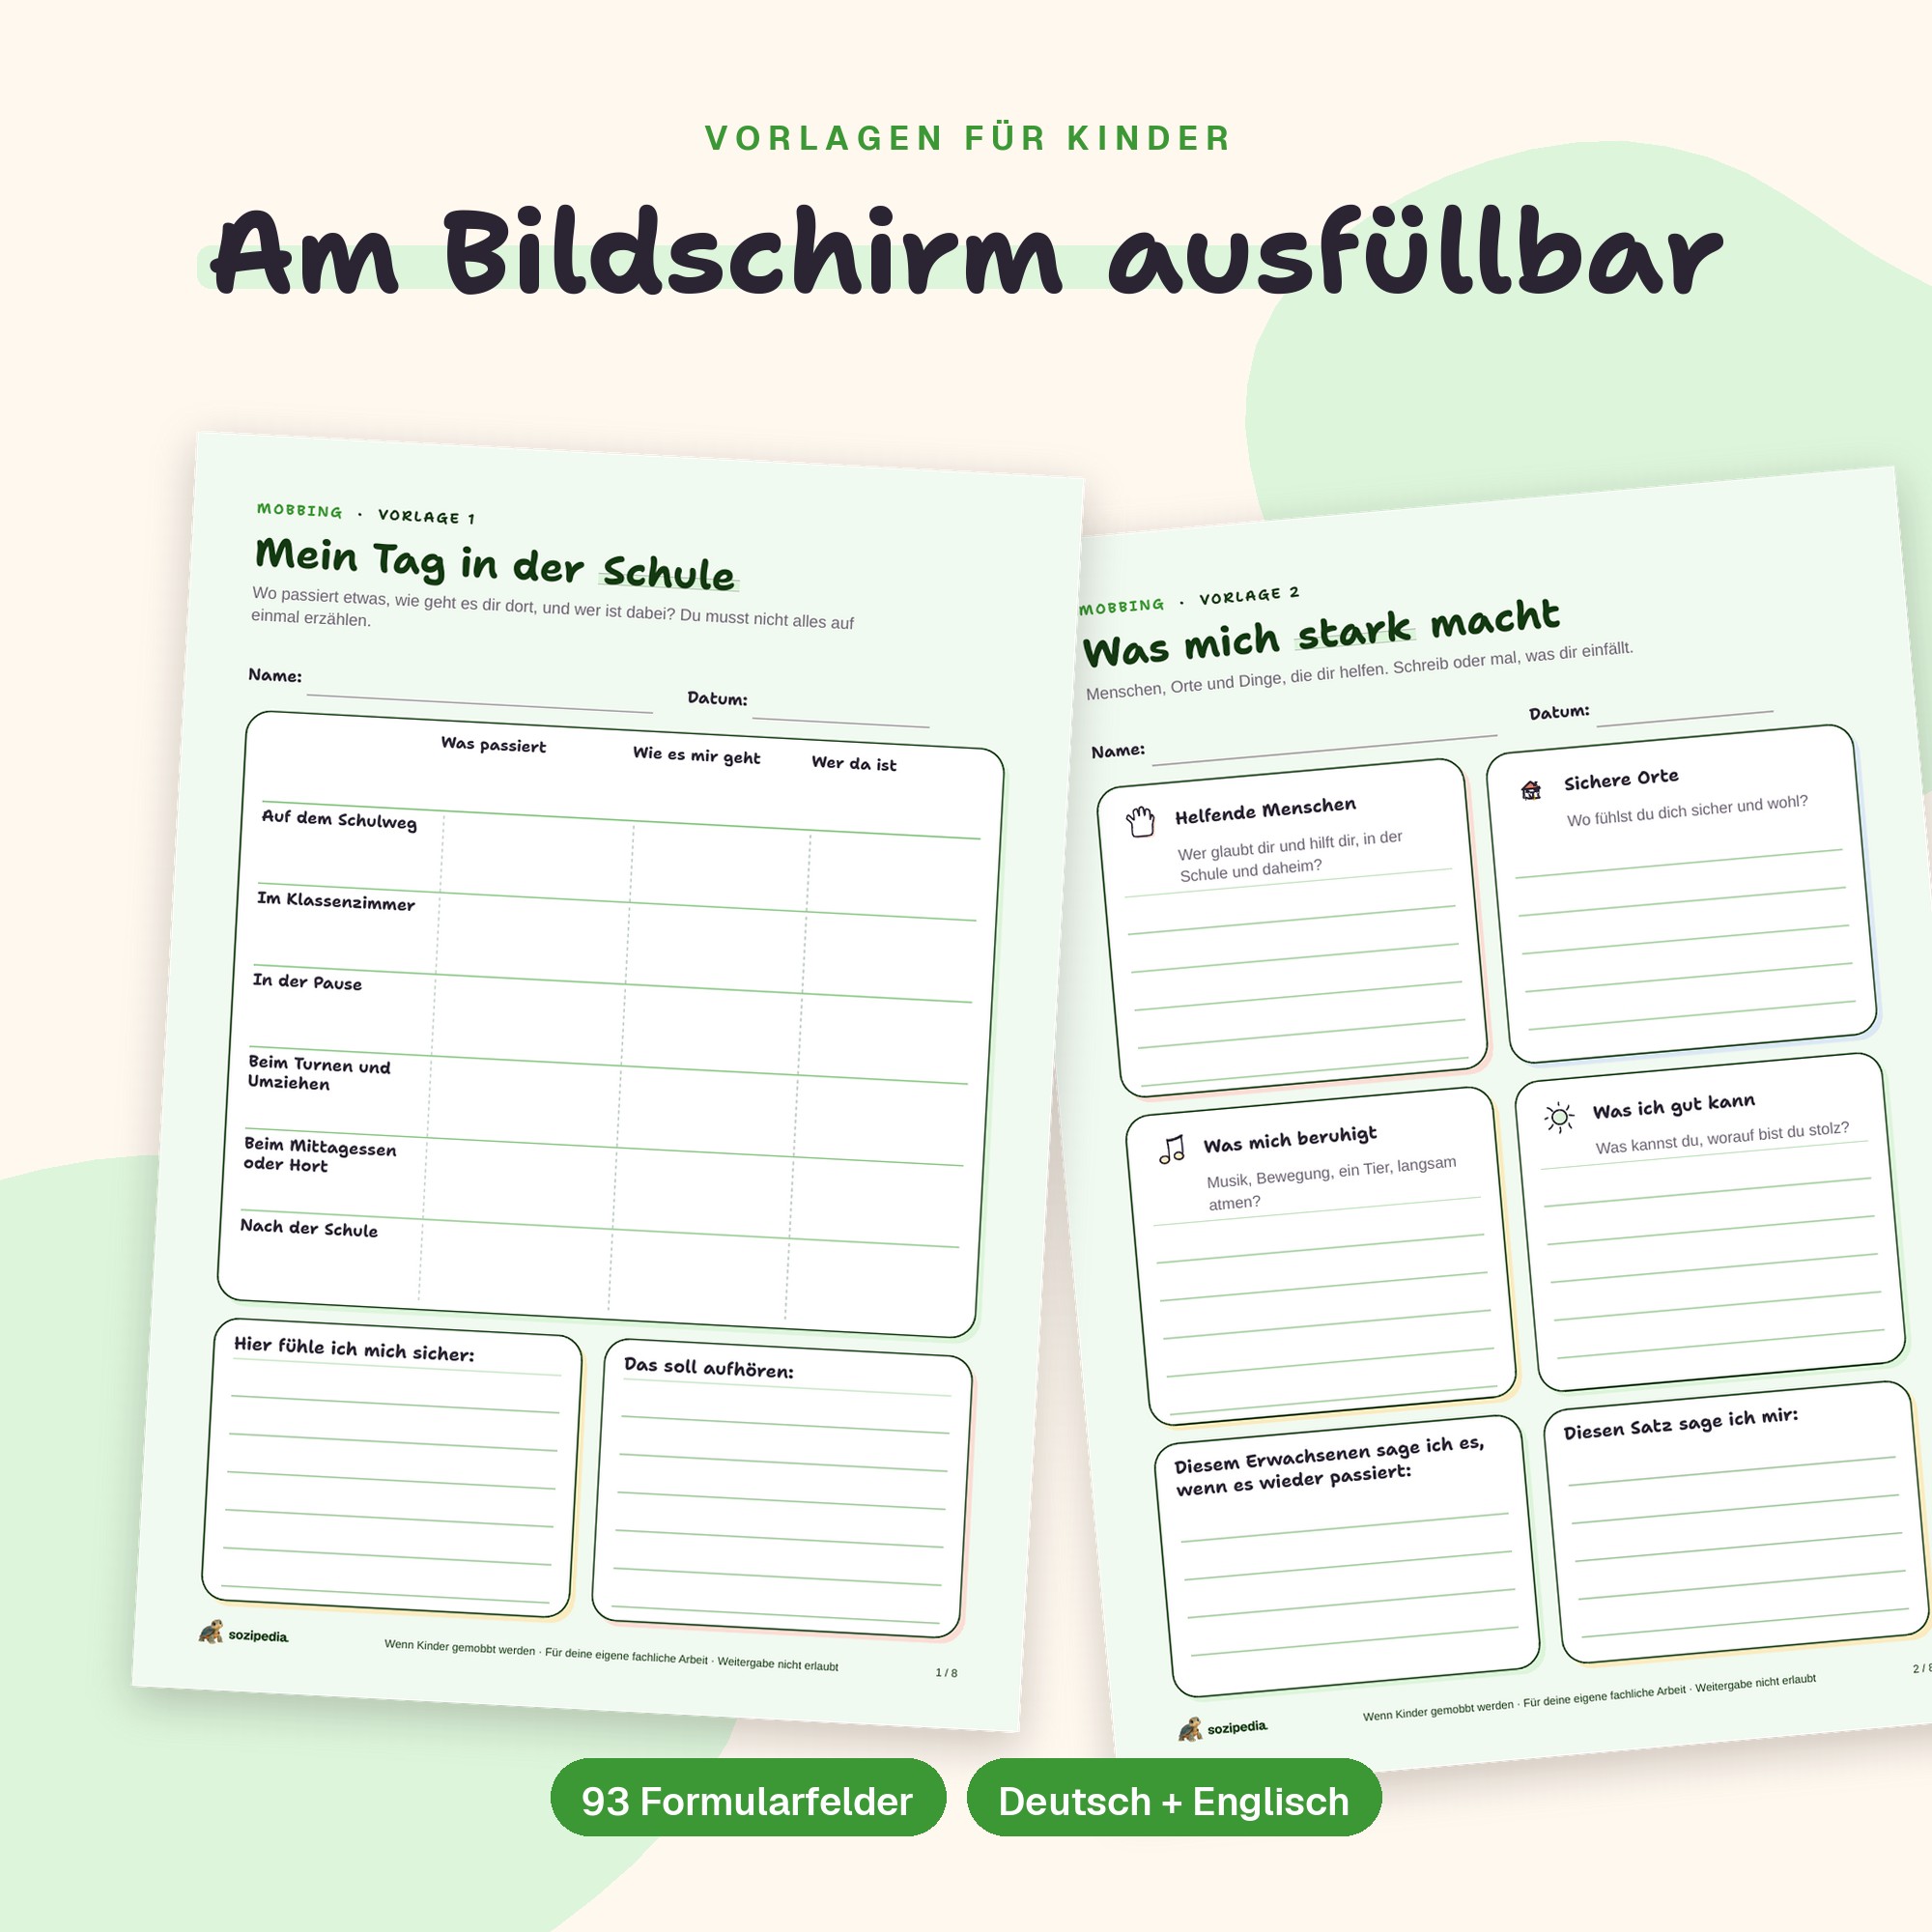 VORLAGEN FÜR KINDER
Am Bildschirm ausfüllbar
MOBBING · VORLAGE 1
Mein Tag in der Schule
Wo passiert etwas, wie geht es dir dort, und wer ist dabei? Du musst nicht alles auf
einmal erzählen.
Name:
Datum:
Was passiert
Wie es mir geht
Wer da ist
Auf dem Schulweg
Im Klassenzimmer
In der Pause
Beim Turnen und
Umziehen
Beim Mittagessen
oder Hort
Nach der Schule
Hier fühle ich mich sicher:
Das soll aufhören:
sozipedia.
Wenn Kinder gemobbt werden · Für deine eigene fachliche Arbeit · Weitergabe nicht erlaubt
1 / 8
MOBBING · VORLAGE 2
Was mich stark macht
Menschen, Orte und Dinge, die dir helfen. Schreib oder mal, was dir einfällt.
Name:
Datum:
Helfende Menschen
Wer glaubt dir und hilft dir, in der
Schule und daheim?
Sichere Orte
Wo fühlst du dich sicher und wohl?
Was mich beruhigt
Musik, Bewegung, ein Tier, langsam
atmen?
Was ich gut kann
Was kannst du, worauf bist du stolz?
Diesem Erwachsenen sage ich es,
wenn es wieder passiert:
Diesen Satz sage ich mir:
sozipedia.
Wenn Kinder gemobbt werden · Für deine eigene fachliche Arbeit · Weitergabe nicht erlaubt
2 / 8
93 Formularfelder
Deutsch + Englisch